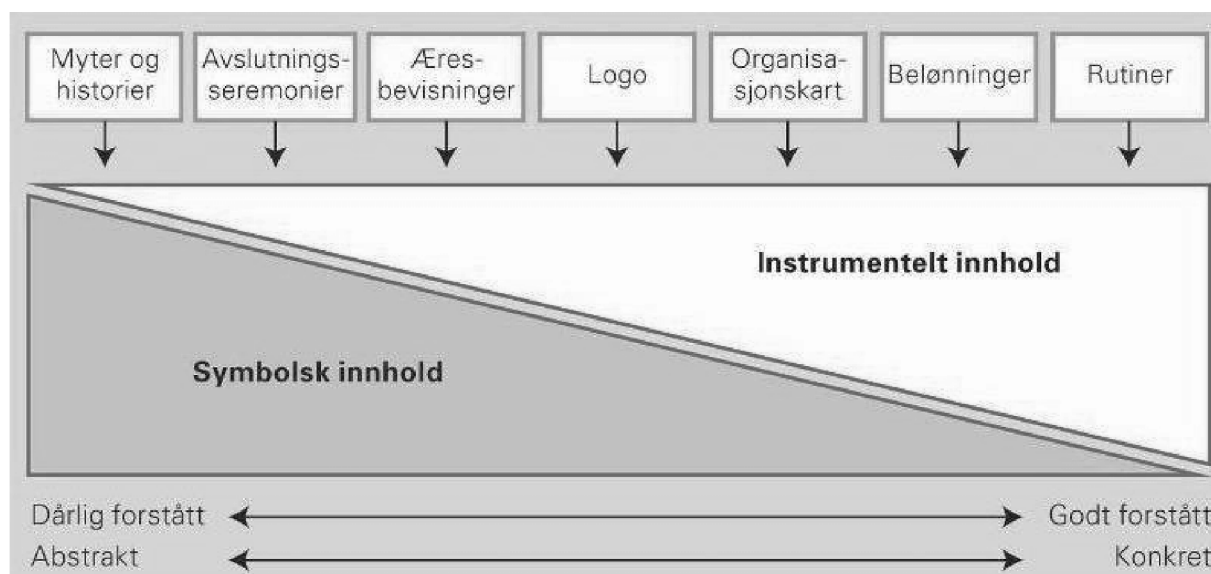 Myter og
historier
Avslutnings-
seremonier
Æres-
bevisninger
Logo
Organisa-
sjonskart
Belønninger
Rutiner
Instrumentelt innhold
Symbolsk innhold
Dårlig forstått
Godt forstått
Abstrakt
Konkret